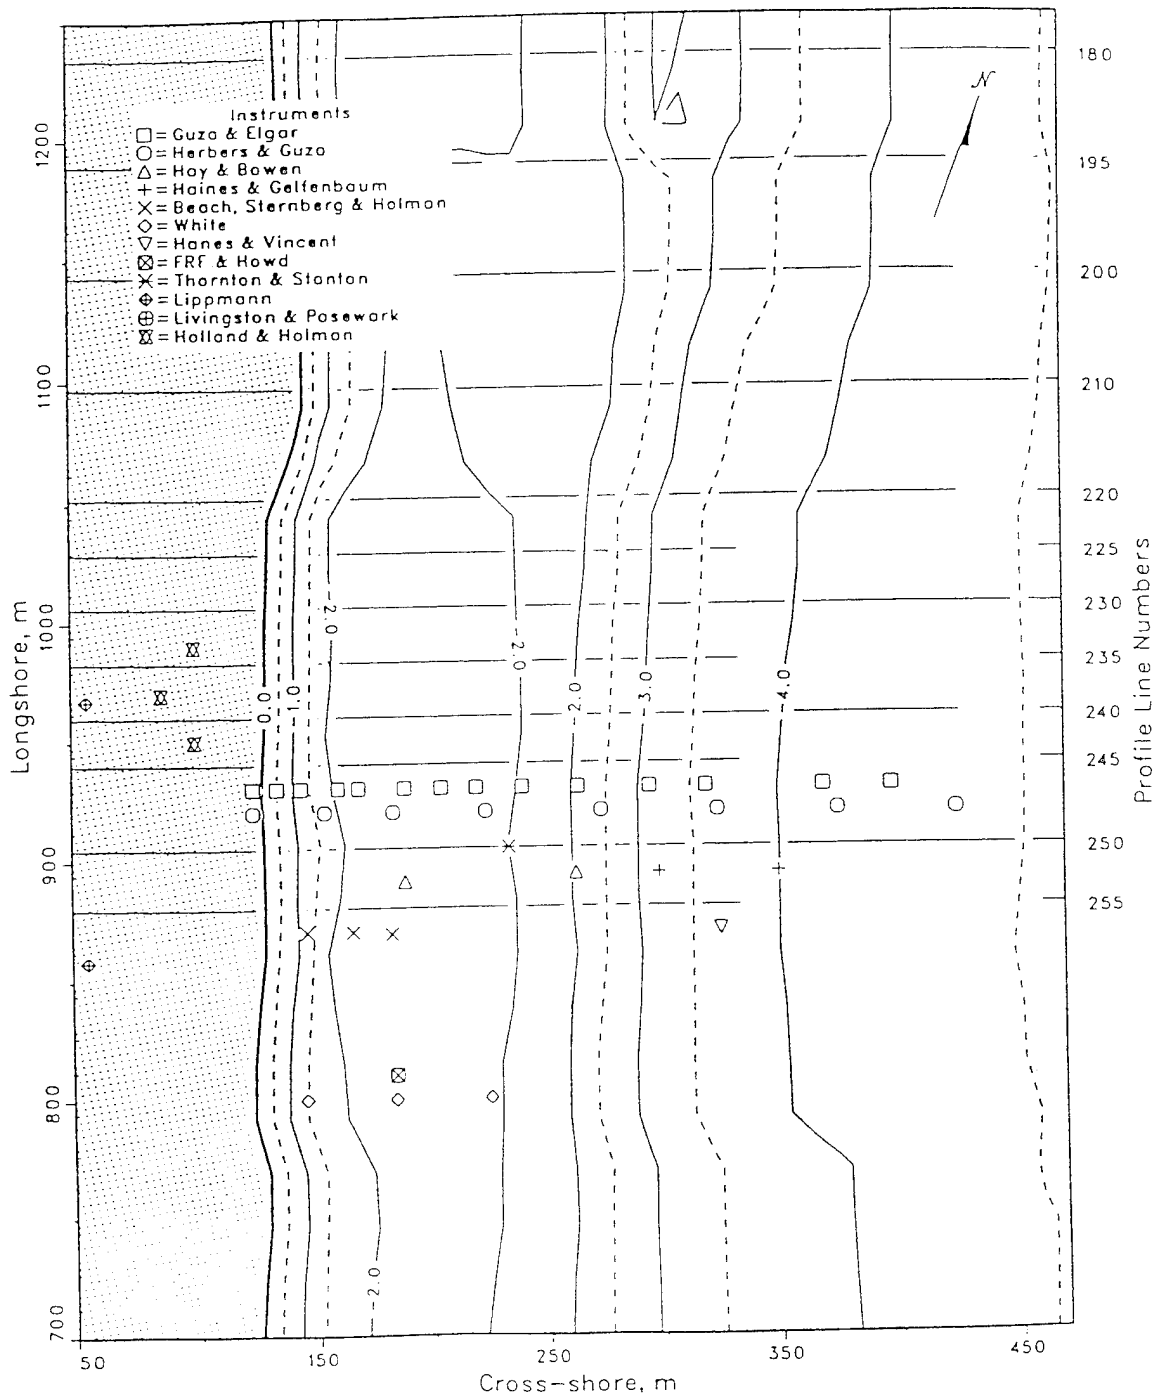 Instruments
□ = Guza & Elgar
○ = Herbers & Guza
△ = Hay & Bowen
+ = Haines & Gelfenbaum
× = Beach, Sternberg & Holman
◇ = White
▽ = Hanes & Vincent
⊠ = FRF & Howd
⚹ = Thornton & Stanton
⌖ = Lippmann
⊕ = Livingston & Pasewark
⧖ = Holland & Holman
N
180
195
200
210
220
225
230
235
240
245
250
255
Profile Line Numbers
1200
1100
1000
900
800
700
Longshore, m
0.0
1.0
2.0
2.0
2.0
3.0
4.0
2.0
50
150
250
350
450
Cross-shore, m